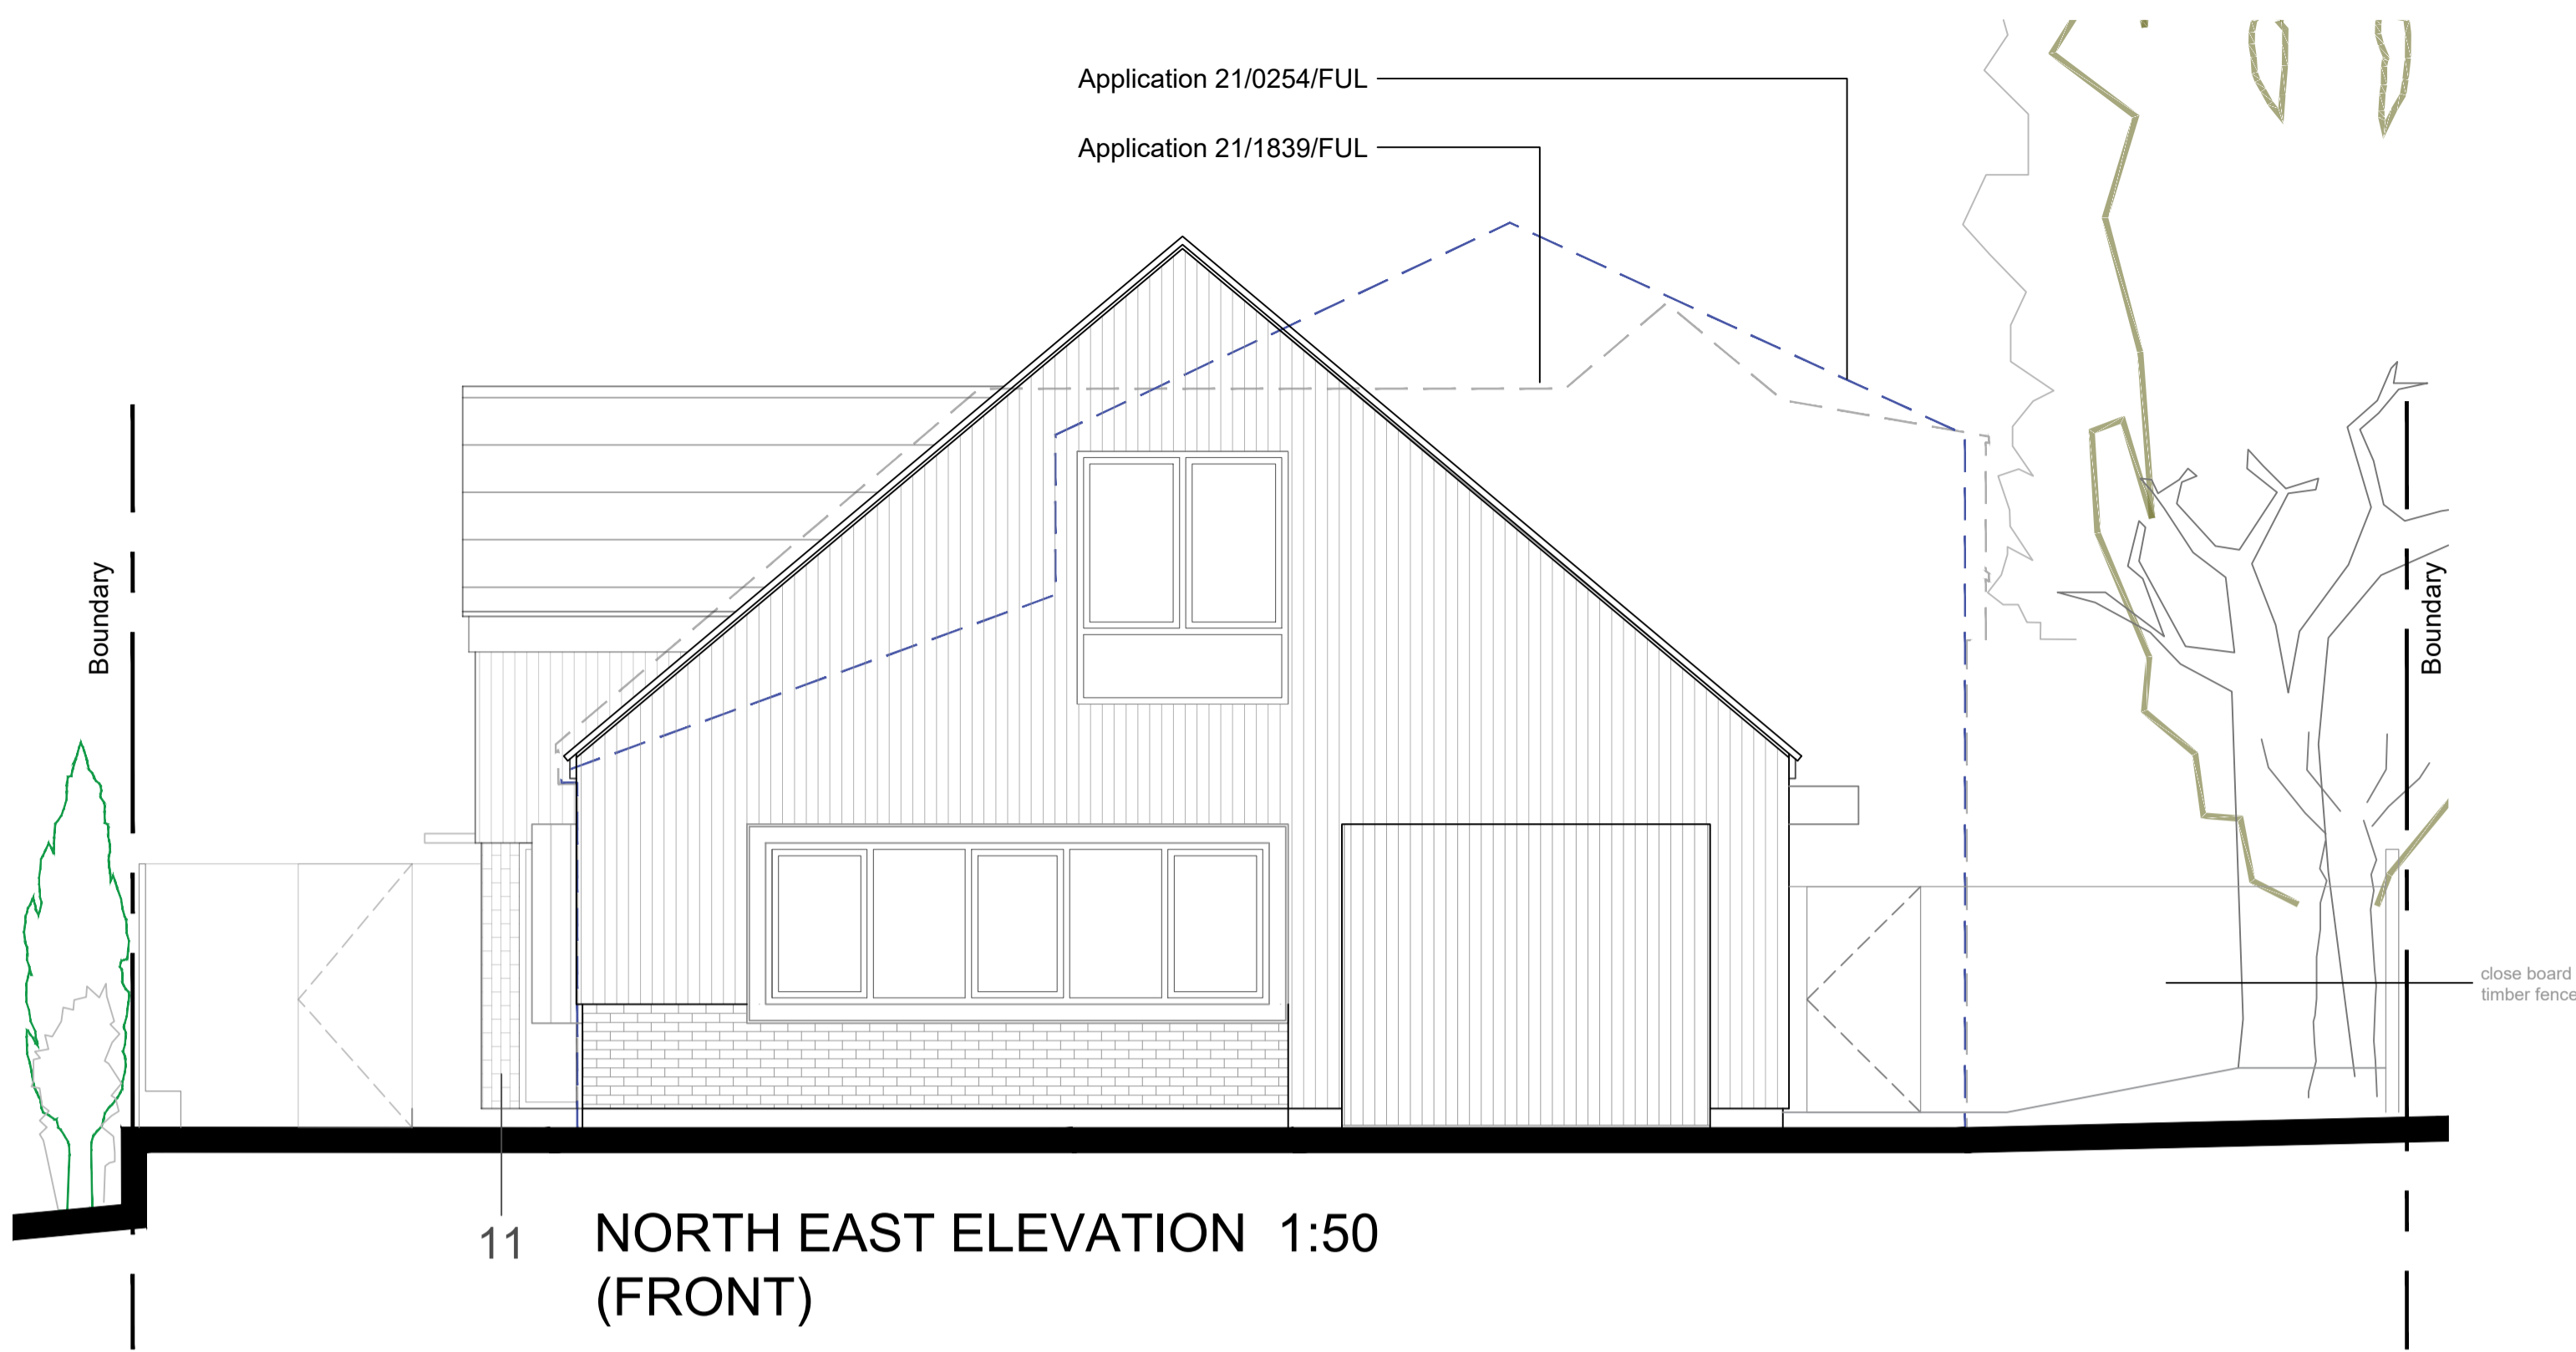 Application 21/0254/FUL
Application 21/1839/FUL
Boundary
Boundary
close board
timber fence
11
NORTH EAST ELEVATION 1:50
(FRONT)